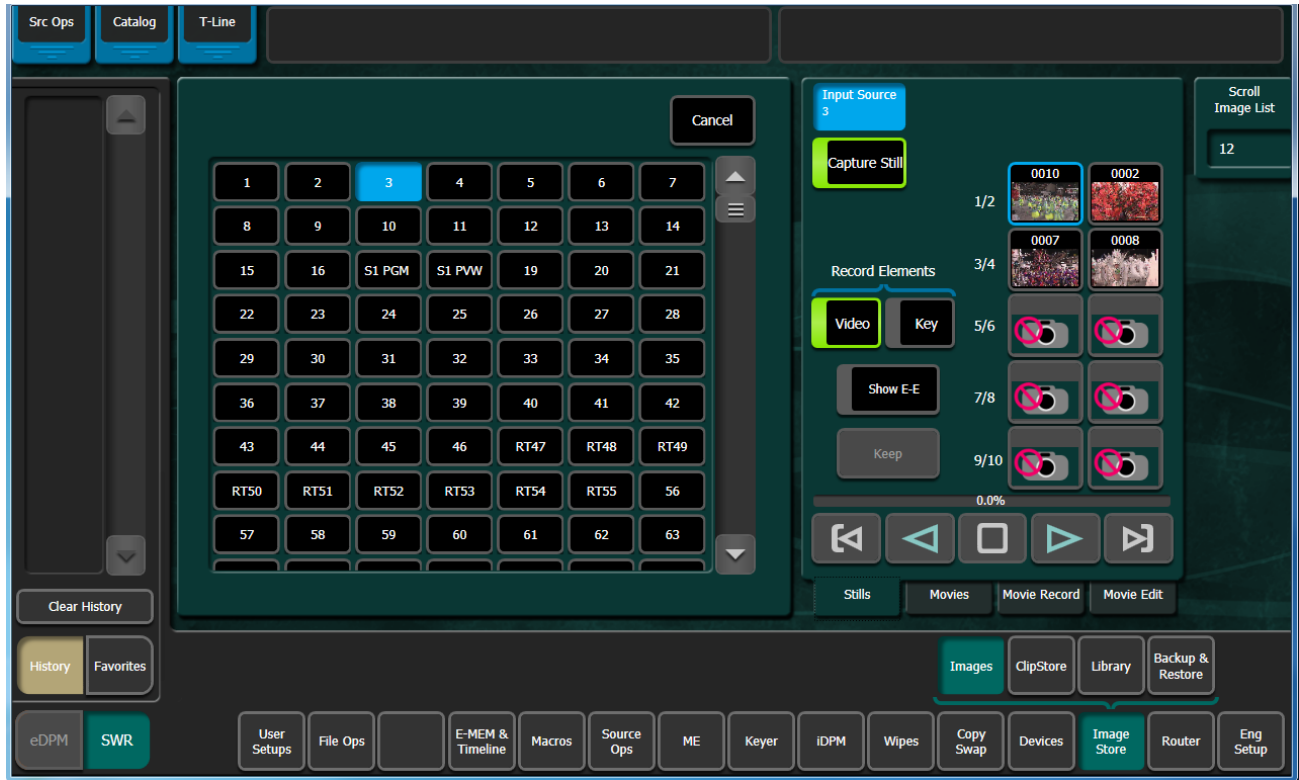 Src Ops
Catalog
T-Line
Cancel
1 2 3 4 5 6 7
8 9 10 11 12 13 14
15 16 S1 PGM S1 PVW 19 20 21
22 23 24 25 26 27 28
29 30 31 32 33 34 35
36 37 38 39 40 41 42
43 44 45 46 RT47 RT48 RT49
RT50 RT51 RT52 RT53 RT54 RT55 56
57 58 59 60 61 62 63
Input Source
3
Capture Still
Record Elements
Video
Key
Show E-E
Keep
1/2
0010
0002
3/4
0007
0008
5/6
7/8
9/10
0.0%
Stills
Movies
Movie Record
Movie Edit
Scroll
Image List
12
Clear History
History
Favorites
Images
ClipStore
Library
Backup &
Restore
eDPM
SWR
User
Setups
File Ops
E-MEM &
Timeline
Macros
Source
Ops
ME
Keyer
iDPM
Wipes
Copy
Swap
Devices
Image
Store
Router
Eng
Setup